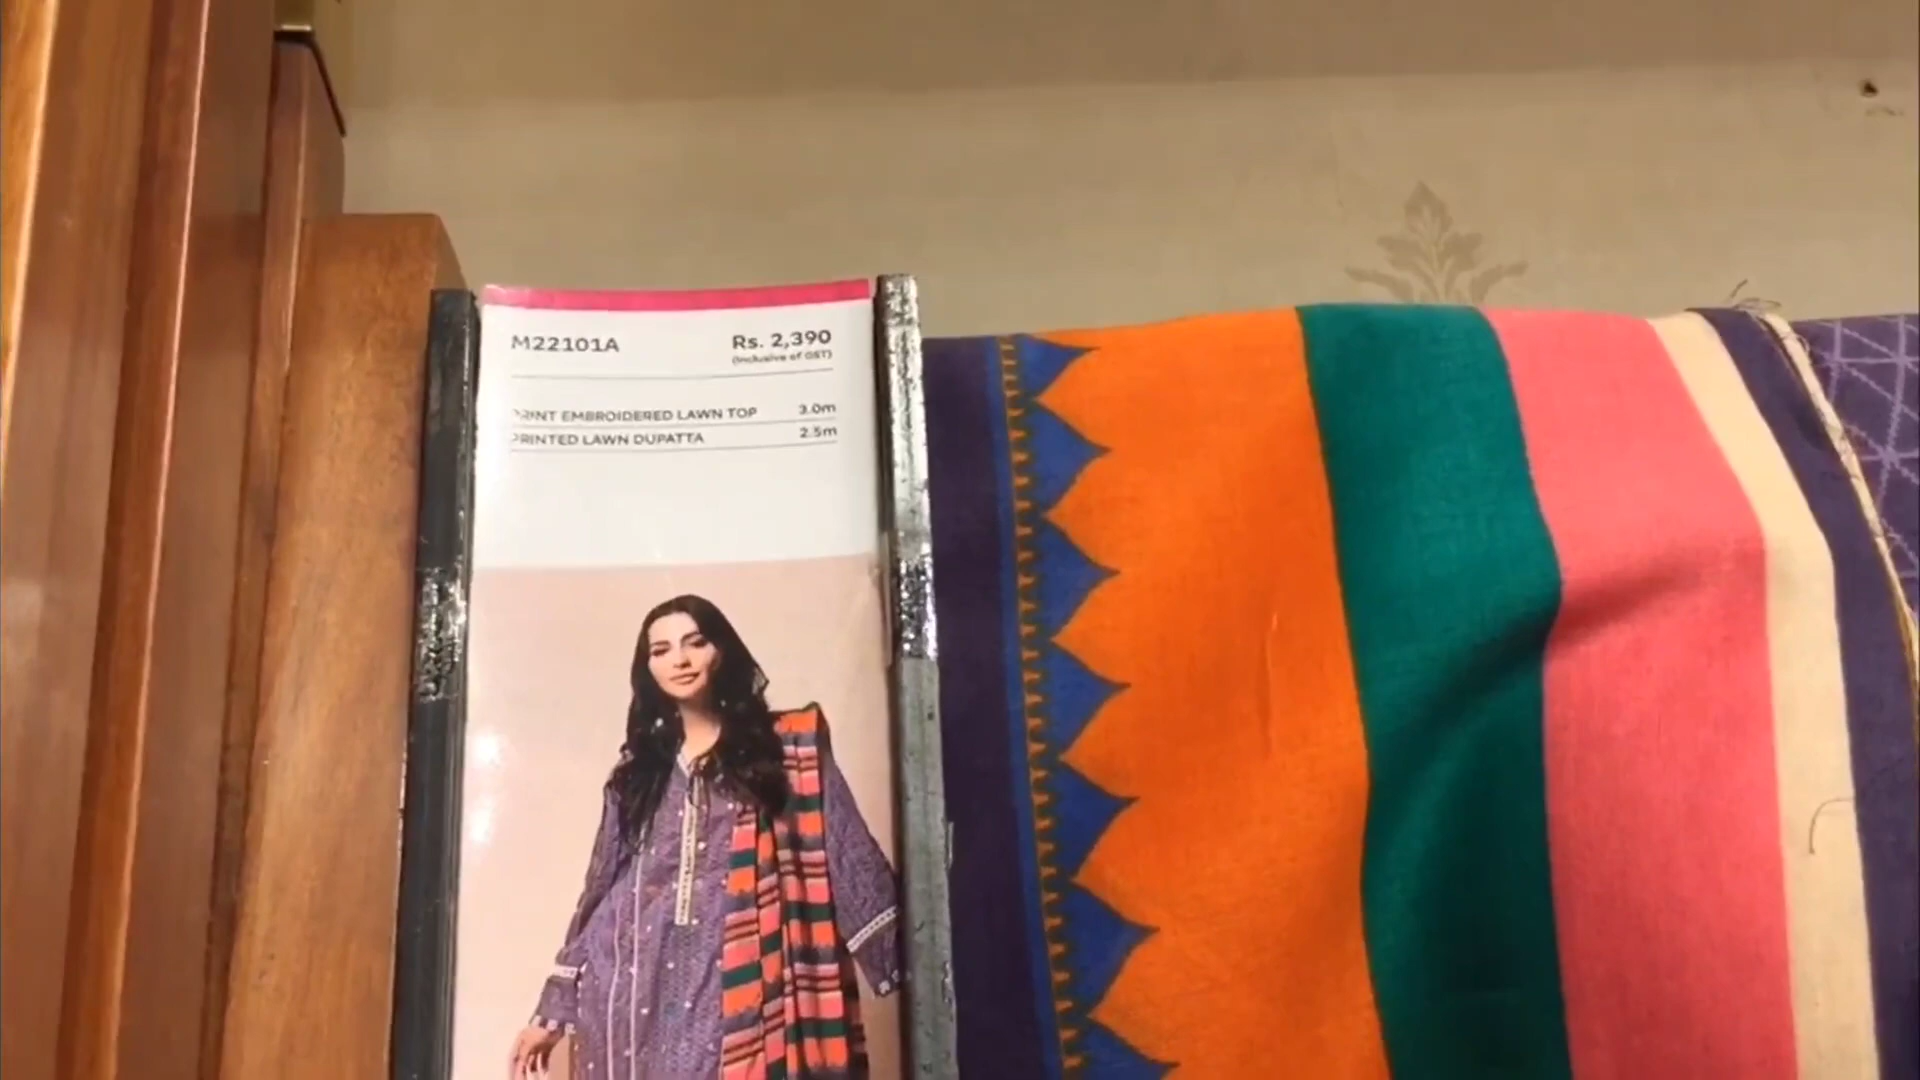 M22101A Rs. 2,390
(Inclusive of GST)
PRINT EMBROIDERED LAWN TOP 3.0m
PRINTED LAWN DUPATTA 2.5m